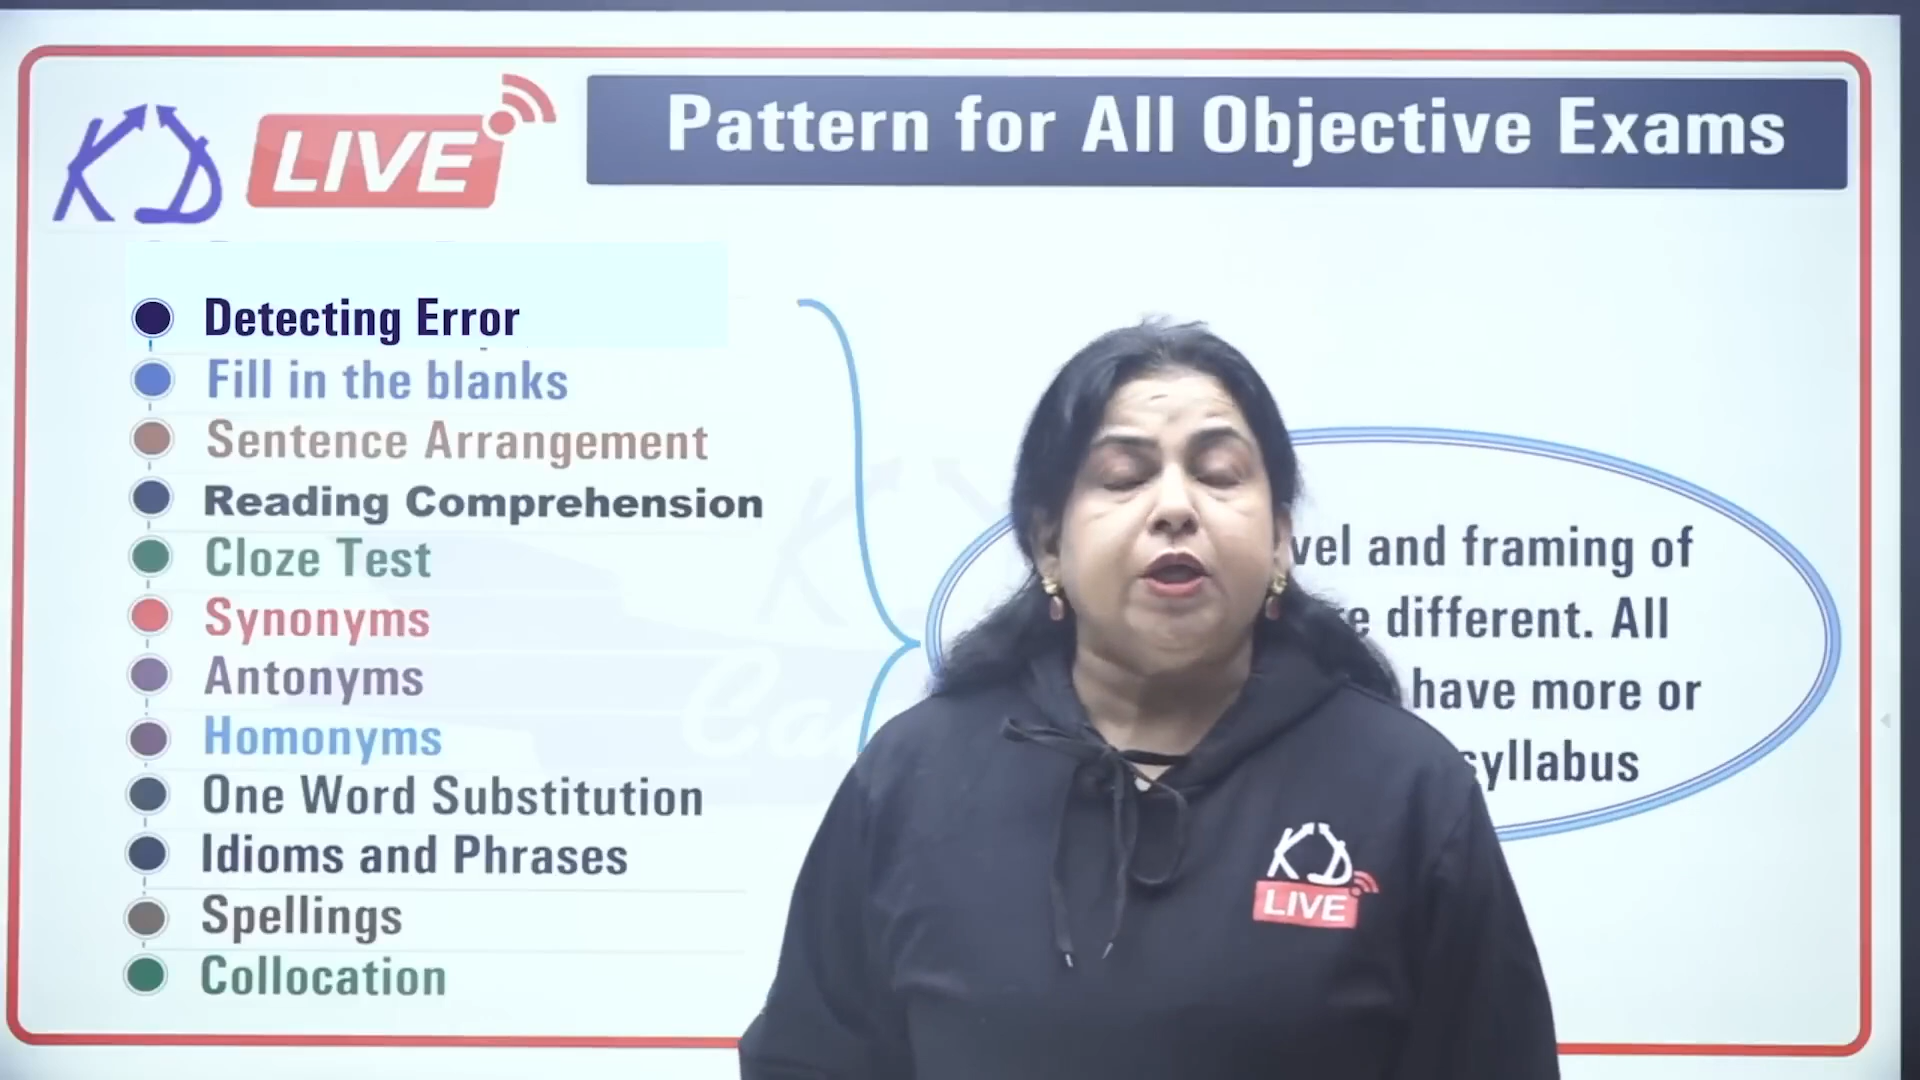 KD LIVE
Pattern for All Objective Exams
Detecting Error
Fill in the blanks
Sentence Arrangement
Reading Comprehension
Cloze Test
Synonyms
Antonyms
Homonyms
One Word Substitution
Idioms and Phrases
Spellings
Collocation
and framing of
different. All
have more or
syllabus
KD
LIVE